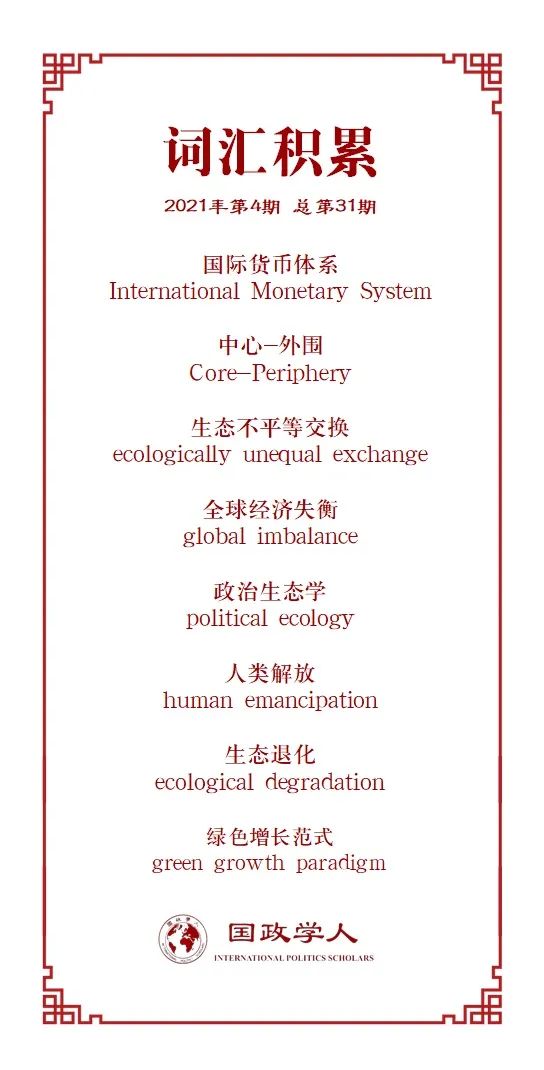 词汇积累
2021年第4期 总第31期
国际货币体系
International Monetary System
中心-外围
Core-Periphery
生态不平等交换
ecologically unequal exchange
全球经济失衡
global imbalance
政治生态学
political ecology
人类解放
human emancipation
生态退化
ecological degradation
绿色增长范式
green growth paradigm
国政学人
INTERNATIONAL POLITICS SCHOLARS